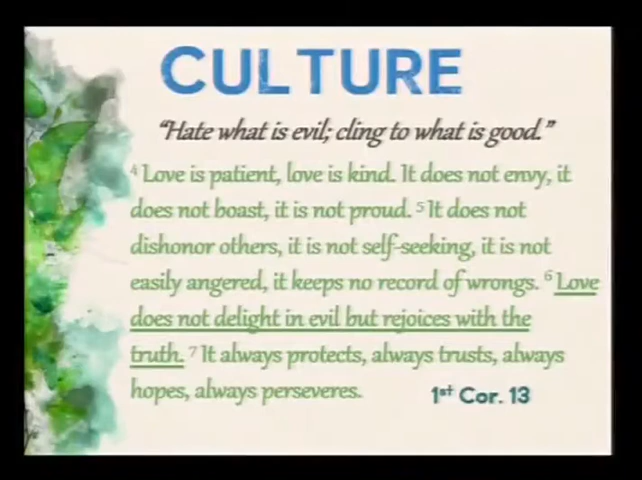 CULTURE
“Hate what is evil; cling to what is good.”
⁴ Love is patient, love is kind. It does not envy, it
does not boast, it is not proud. ⁵ It does not
dishonor others, it is not self-seeking, it is not
easily angered, it keeps no record of wrongs. ⁶ Love
does not delight in evil but rejoices with the
truth. ⁷ It always protects, always trusts, always
hopes, always perseveres.
1st Cor. 13